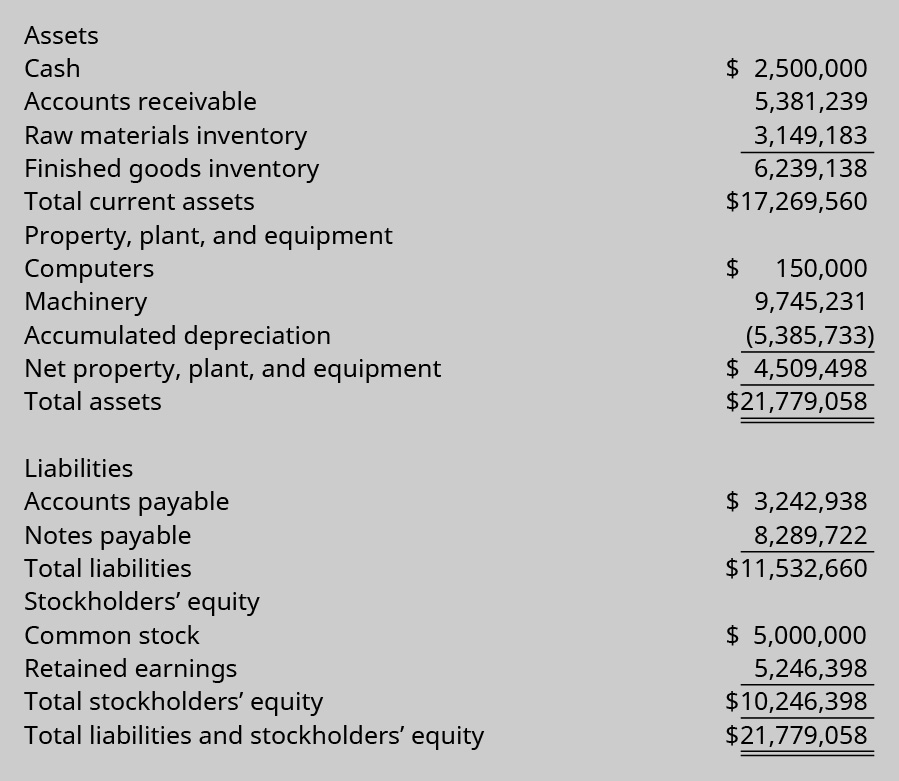 Assets
Cash $ 2,500,000
Accounts receivable 5,381,239
Raw materials inventory 3,149,183
Finished goods inventory 6,239,138
Total current assets $17,269,560
Property, plant, and equipment
Computers $ 150,000
Machinery 9,745,231
Accumulated depreciation (5,385,733)
Net property, plant, and equipment $ 4,509,498
Total assets $21,779,058
Liabilities
Accounts payable $ 3,242,938
Notes payable 8,289,722
Total liabilities $11,532,660
Stockholders’ equity
Common stock $ 5,000,000
Retained earnings 5,246,398
Total stockholders’ equity $10,246,398
Total liabilities and stockholders’ equity $21,779,058